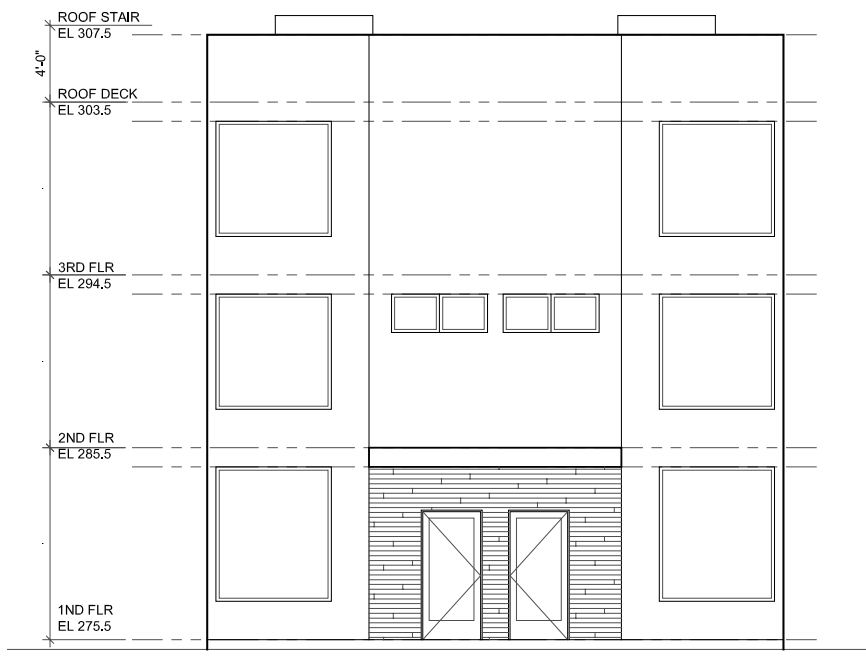 ROOF STAIR
EL 307.5
4'-0"
ROOF DECK
EL 303.5
3RD FLR
EL 294.5
2ND FLR
EL 285.5
1ND FLR
EL 275.5